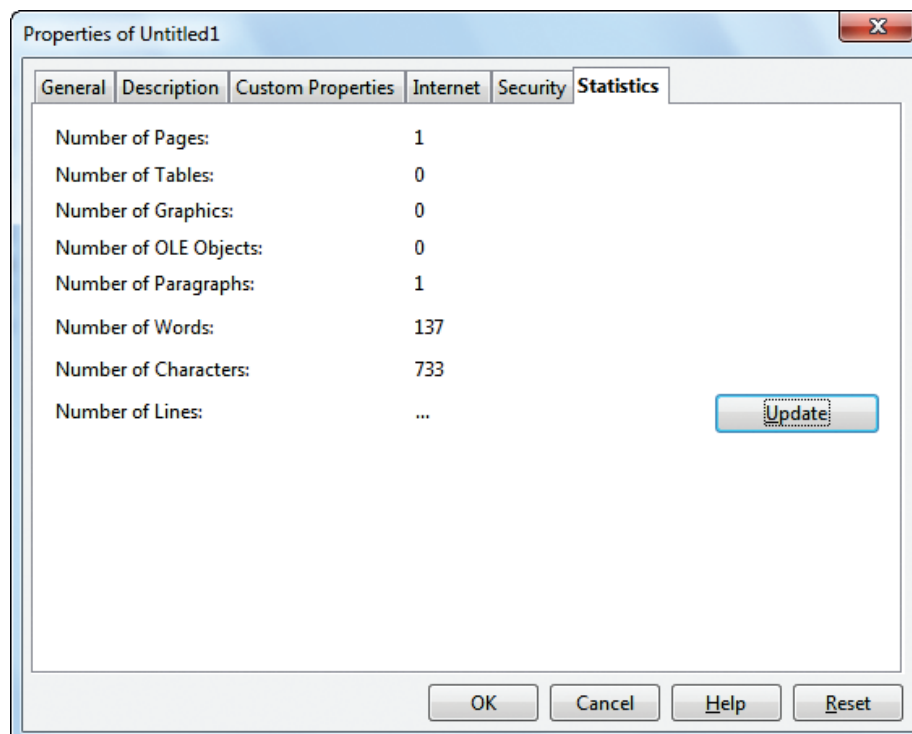 Properties of Untitled1
X
General Description Custom Properties Internet Security Statistics
Number of Pages: 1
Number of Tables: 0
Number of Graphics: 0
Number of OLE Objects: 0
Number of Paragraphs: 1
Number of Words: 137
Number of Characters: 733
Number of Lines: ... Update
OK Cancel Help Reset